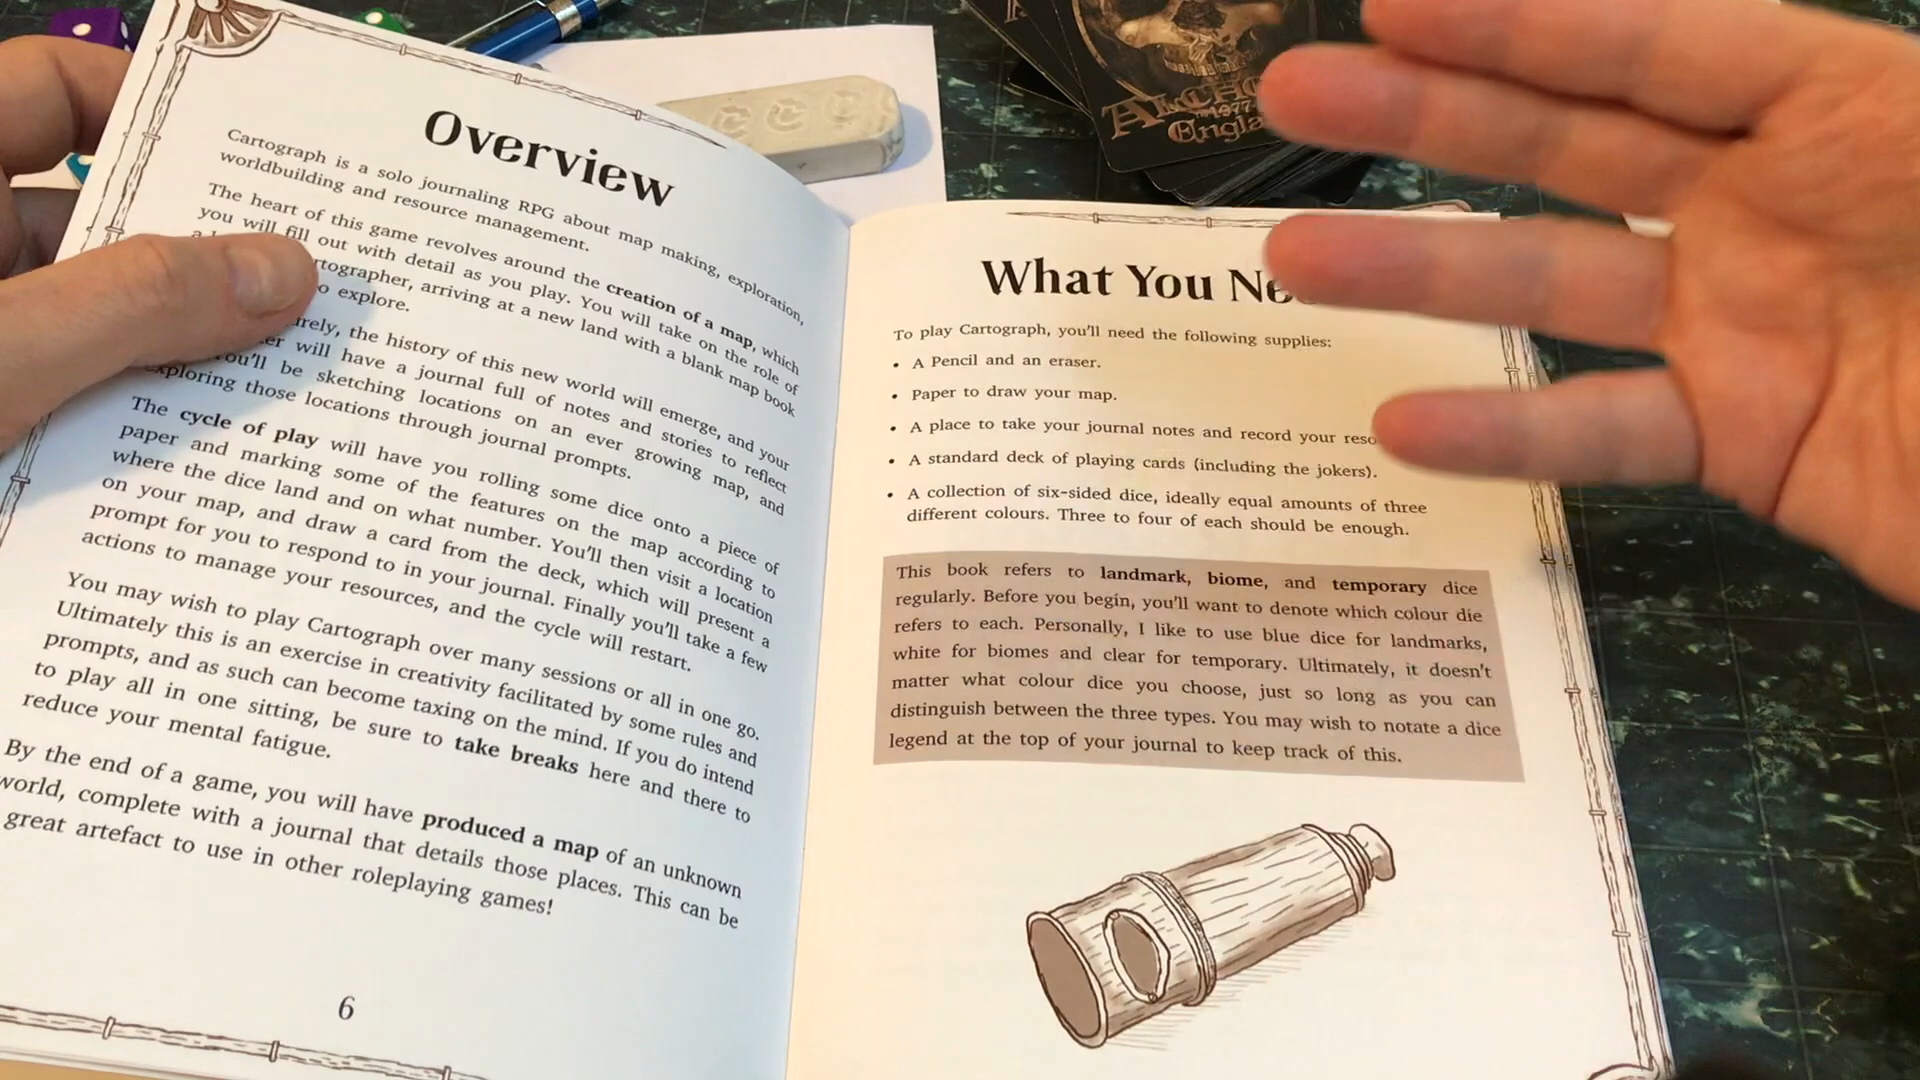 Overview
Cartograph is a solo journaling RPG about map making, exploration,
worldbuilding and resource management.
The heart of this game revolves around the creation of a map, which
you will fill out with detail as you play. You will take on the role of
a cartographer, arriving at a new land with a blank map book
to explore.
the history of this new world will emerge, and your
will have a journal full of notes and stories to reflect
You'll be sketching locations on an ever growing map, and
exploring those locations through journal prompts.
The cycle of play will have you rolling some dice onto a piece of
paper and marking some of the features on the map according to
where the dice land and on what number. You'll then visit a location
on your map, and draw a card from the deck, which will present a
prompt for you to respond to in your journal. Finally you'll take a few
actions to manage your resources, and the cycle will restart.
You may wish to play Cartograph over many sessions or all in one go.
Ultimately this is an exercise in creativity facilitated by some rules and
prompts, and as such can become taxing on the mind. If you do intend
to play all in one sitting, be sure to take breaks here and there to
reduce your mental fatigue.
By the end of a game, you will have produced a map of an unknown
world, complete with a journal that details those places. This can be
great artefact to use in other roleplaying games!
6
What You
To play Cartograph, you'll need the following supplies:
• A Pencil and an eraser.
• Paper to draw your map.
• A place to take your journal notes and record your
• A standard deck of playing cards (including the jokers).
• A collection of six-sided dice, ideally equal amounts of three
different colours. Three to four of each should be enough.
This book refers to landmark, biome, and temporary dice
regularly. Before you begin, you'll want to denote which colour die
refers to each. Personally, I like to use blue dice for landmarks,
white for biomes and clear for temporary. Ultimately, it doesn't
matter what colour dice you choose, just so long as you can
distinguish between the three types. You may wish to notate a dice
legend at the top of your journal to keep track of this.
1977